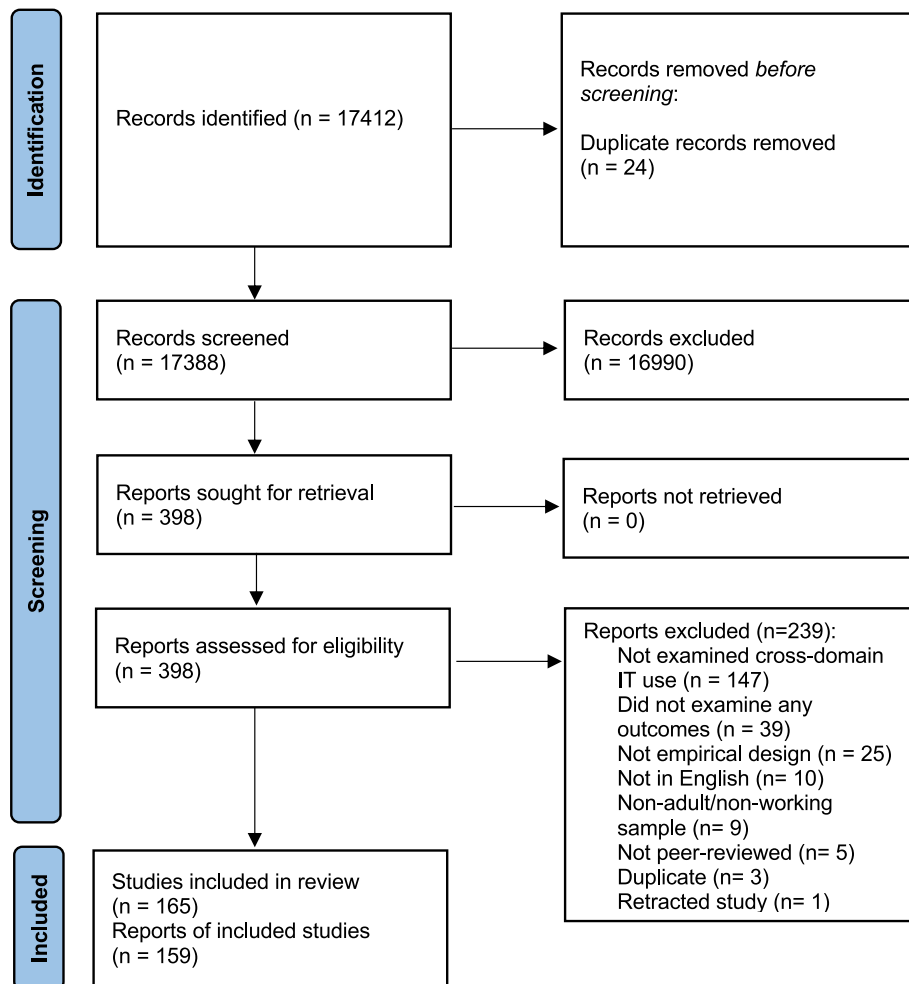 Identification
Records identified (n = 17412)
Records removed before
screening:
Duplicate records removed
(n = 24)
Screening
Records screened
(n = 17388)
Records excluded
(n = 16990)
Reports sought for retrieval
(n = 398)
Reports not retrieved
(n = 0)
Reports assessed for eligibility
(n = 398)
Reports excluded (n=239):
Not examined cross-domain
IT use (n = 147)
Did not examine any
outcomes (n = 39)
Not empirical design (n = 25)
Not in English (n= 10)
Non-adult/non-working
sample (n= 9)
Not peer-reviewed (n= 5)
Duplicate (n= 3)
Retracted study (n= 1)
Included
Studies included in review
(n = 165)
Reports of included studies
(n = 159)